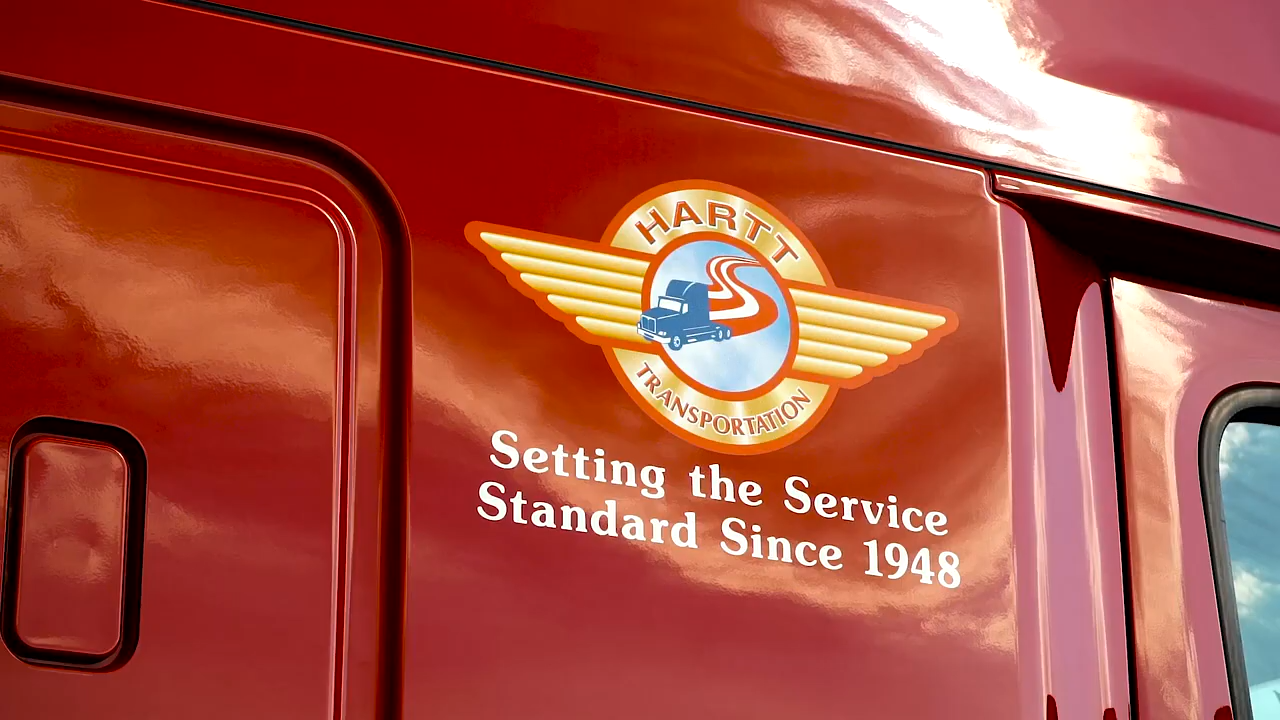 HARTT
TRANSPORTATION
Setting the Service
Standard Since 1948